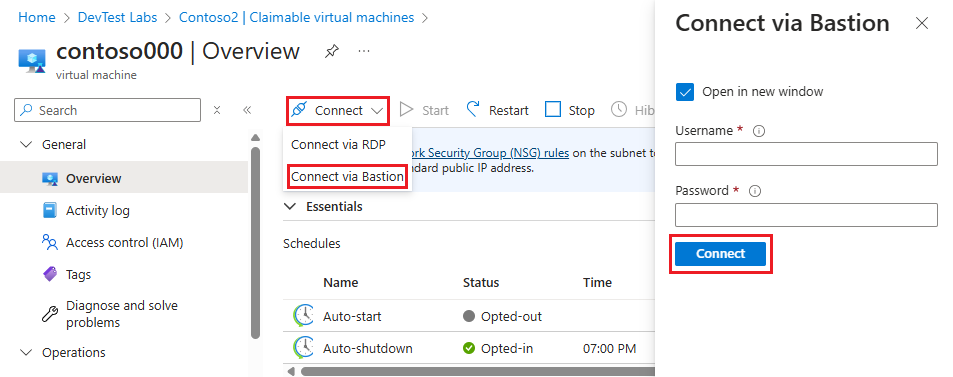 Home > DevTest Labs > Contoso2 | Claimable virtual machines >
contoso000 | Overview ...
virtual machine
Search
General
Overview
Activity log
Access control (IAM)
Tags
Diagnose and solve
problems
Operations
Connect Start Restart Stop Hib
Connect via RDP
Connect via Bastion
ork Security Group (NSG) rules on the subnet to
ndard public IP address.
Essentials
Schedules
Name Status Time
Auto-start Opted-out
Auto-shutdown Opted-in 07:00 PM
Connect via Bastion
Open in new window
Username *
Password *
Connect